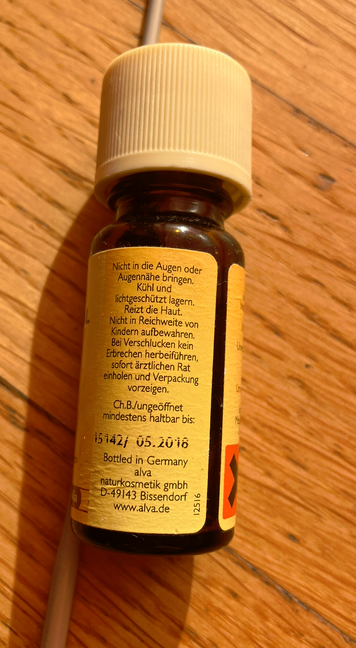 Nicht in die Augen oder
Augennähe bringen.
Kühl und
lichtgeschützt lagern.
Reizt die Haut.
Nicht in Reichweite von
Kindern aufbewahren.
Bei Verschlucken kein
Erbrechen herbeiführen,
sofort ärztlichen Rat
einholen und Verpackung
vorzeigen.
Ch.B./ungeöffnet
mindestens haltbar bis:
15142/ 05.2018
Bottled in Germany
alva
naturkosmetik gmbh
D-49143 Bissendorf
www.alva.de
12516